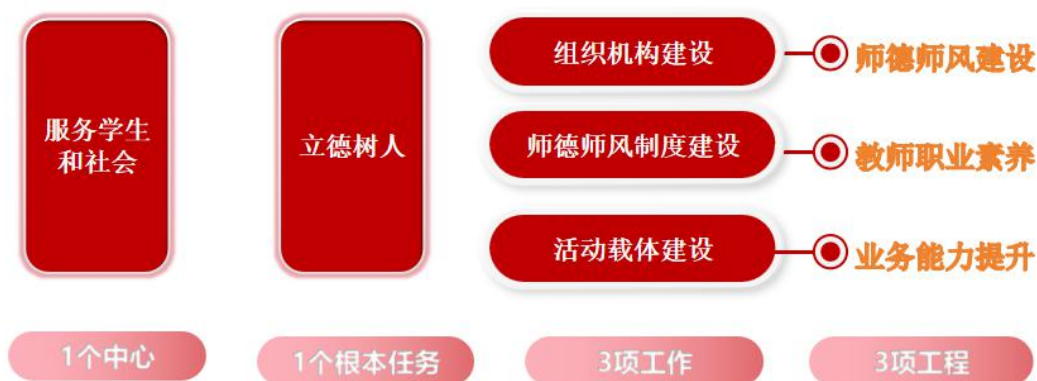 服务学生
和社会
立德树人
组织机构建设
师德师风建设
师德师风制度建设
教师职业素养
活动载体建设
业务能力提升
1个中心
1个根本任务
3项工作
3项工程